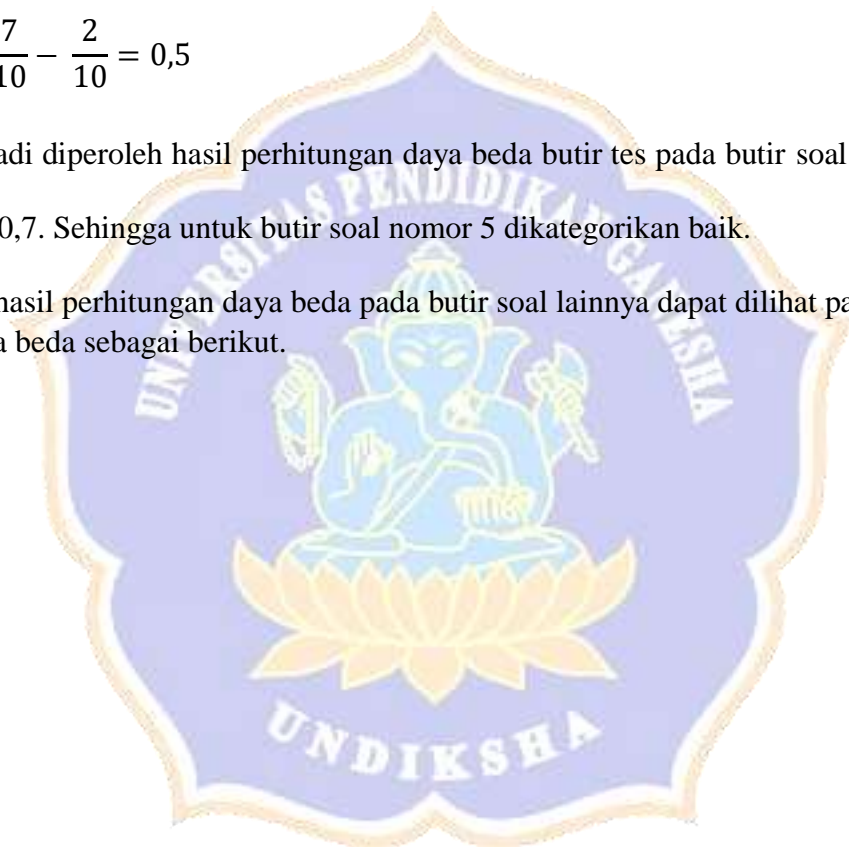 7/10 − 2/10 = 0,5
adi diperoleh hasil perhitungan daya beda butir tes pada butir soal
0,7. Sehingga untuk butir soal nomor 5 dikategorikan baik.
hasil perhitungan daya beda pada butir soal lainnya dapat dilihat pa
a beda sebagai berikut.
UNIVERSITAS PENDIDIKAN GANESHA
UNDIKSHA